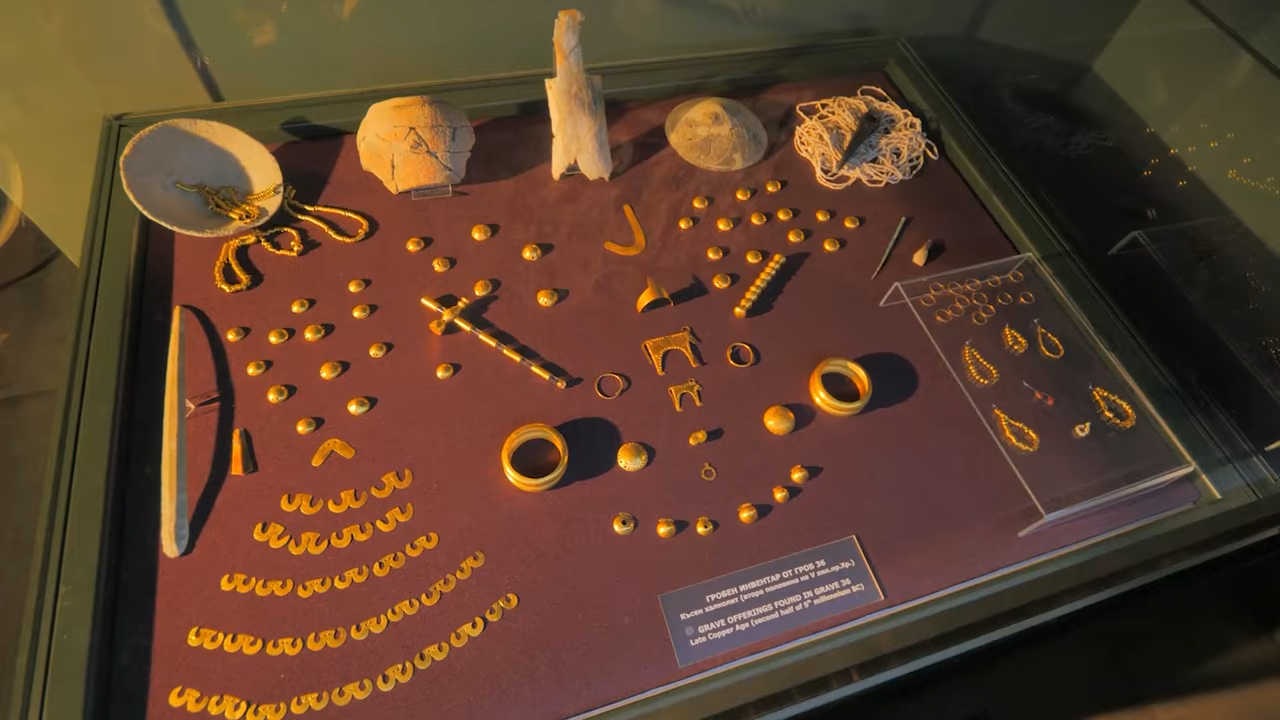 ГРОБЕН ИНВЕНТАР ОТ ГРОБ 36
Късен халколит (втора половина на V хил.пр.Хр.)
GRAVE OFFERINGS FOUND IN GRAVE 36
Late Copper Age (second half of 5th millennium BC)